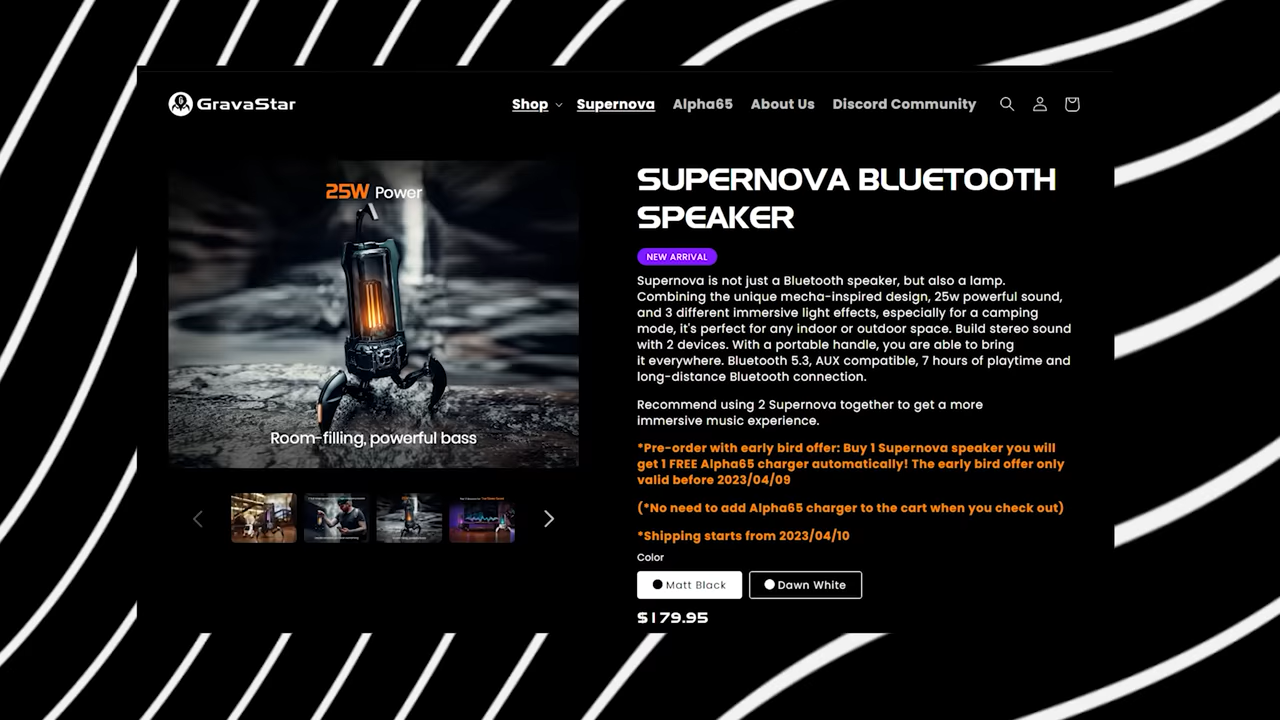 GravaStar
Shop
Supernova
Alpha65
About Us
Discord Community
25W Power
Room-filling, powerful bass
SUPERNOVA BLUETOOTH
SPEAKER
NEW ARRIVAL
Supernova is not just a Bluetooth speaker, but also a lamp.
Combining the unique mecha-inspired design, 25w powerful sound,
and 3 different immersive light effects, especially for a camping
mode, it's perfect for any indoor or outdoor space. Build stereo sound
with 2 devices. With a portable handle, you are able to bring
it everywhere. Bluetooth 5.3, AUX compatible, 7 hours of playtime and
long-distance Bluetooth connection.
Recommend using 2 Supernova together to get a more
immersive music experience.
*Pre-order with early bird offer: Buy 1 Supernova speaker you will
get 1 FREE Alpha65 charger automatically! The early bird offer only
valid before 2023/04/09
(*No need to add Alpha65 charger to the cart when you check out)
*Shipping starts from 2023/04/10
Color
Matt Black
Dawn White
$179.95